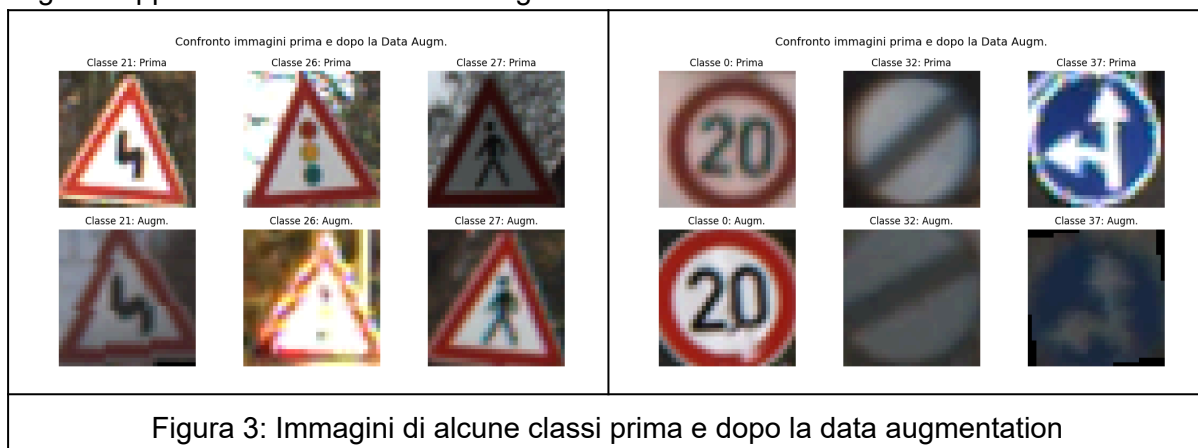 Confronto immagini prima e dopo la Data Augm.
Classe 21: Prima
Classe 26: Prima
Classe 27: Prima
Classe 21: Augm.
Classe 26: Augm.
Classe 27: Augm.
Confronto immagini prima e dopo la Data Augm.
Classe 0: Prima
Classe 32: Prima
Classe 37: Prima
20
Classe 0: Augm.
Classe 32: Augm.
Classe 37: Augm.
20
Figura 3: Immagini di alcune classi prima e dopo la data augmentation